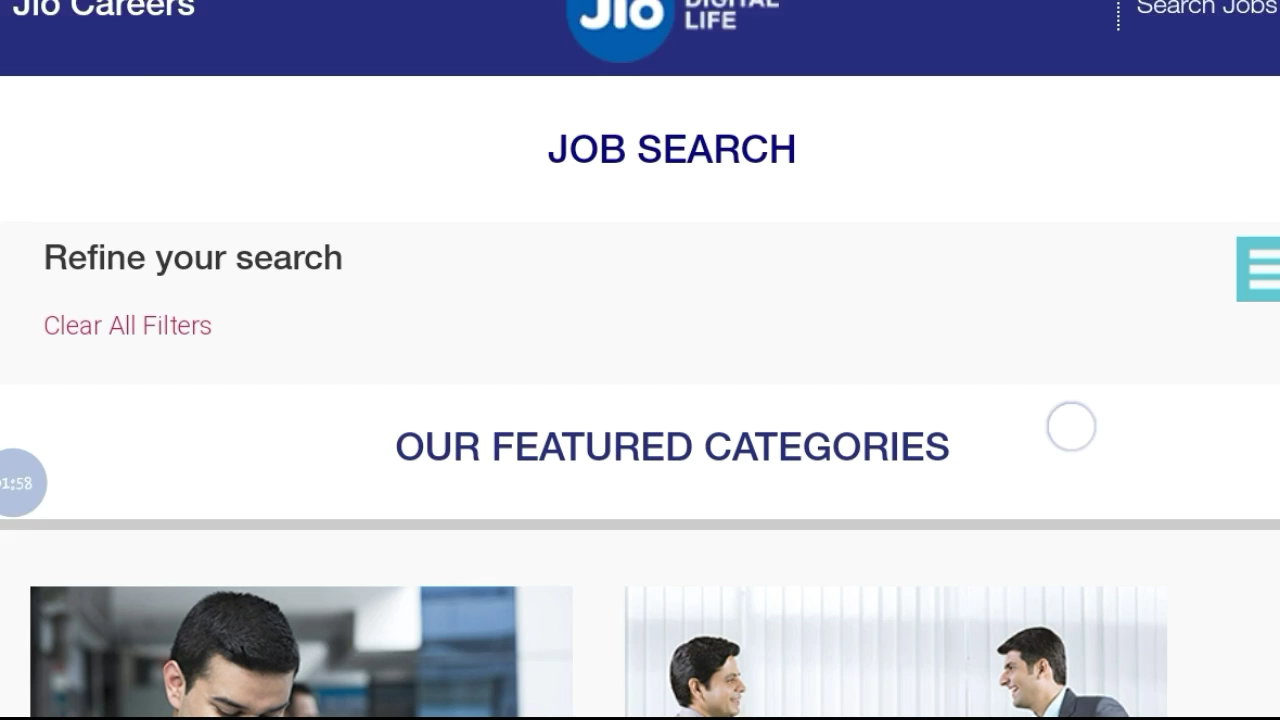 Jio Careers
Jio
DIGITAL
LIFE
Search Jobs
JOB SEARCH
Refine your search
Clear All Filters
OUR FEATURED CATEGORIES
1:58